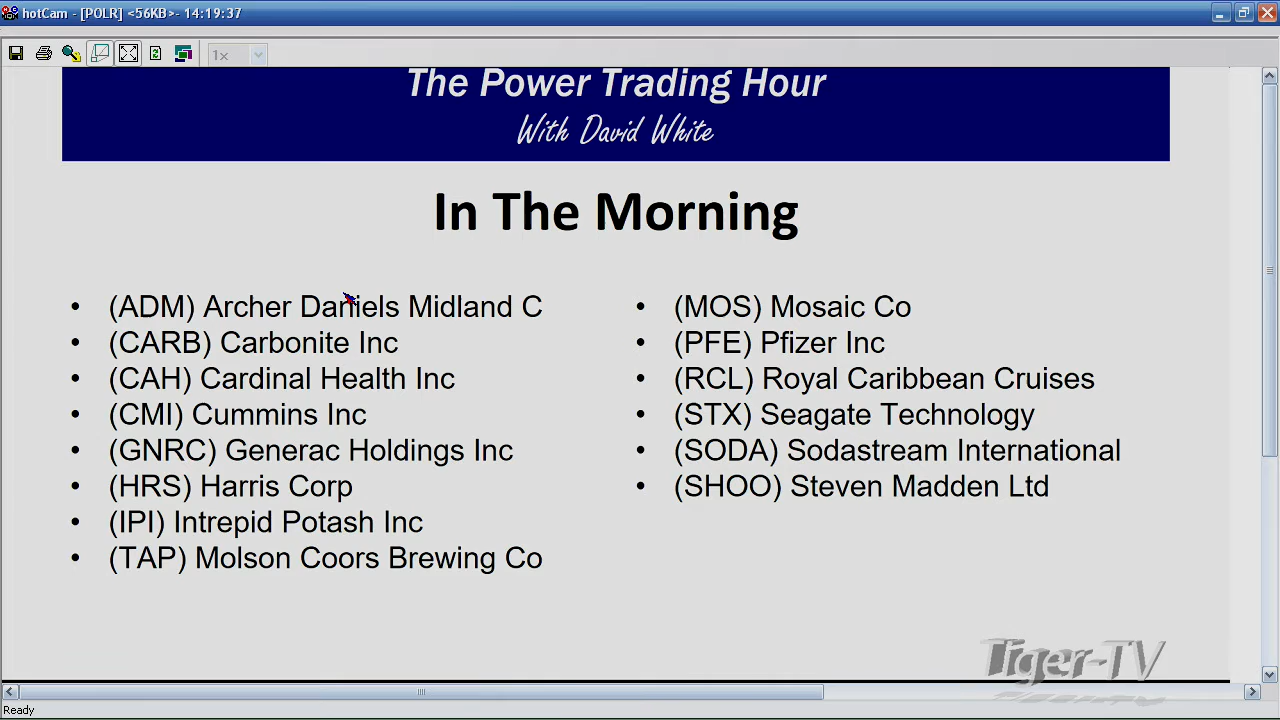 hotCam - [POLR] <56KB>- 14:19:37
1x
The Power Trading Hour
With David White
In The Morning
• (ADM) Archer Daniels Midland C
• (CARB) Carbonite Inc
• (CAH) Cardinal Health Inc
• (CMI) Cummins Inc
• (GNRC) Generac Holdings Inc
• (HRS) Harris Corp
• (IPI) Intrepid Potash Inc
• (TAP) Molson Coors Brewing Co
• (MOS) Mosaic Co
• (PFE) Pfizer Inc
• (RCL) Royal Caribbean Cruises
• (STX) Seagate Technology
• (SODA) Sodastream International
• (SHOO) Steven Madden Ltd
Tiger-TV
Ready